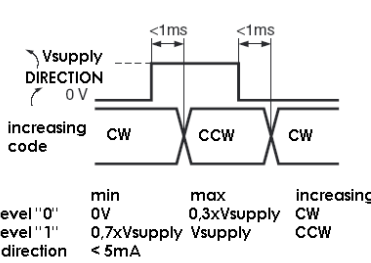 <1ms <1ms
Vsupply
DIRECTION
0 V
increasing code CW CCW CW
min max increasing
evel "0" 0V 0,3xVsupply CW
evel "1" 0,7xVsupply Vsupply CCW
direction < 5mA